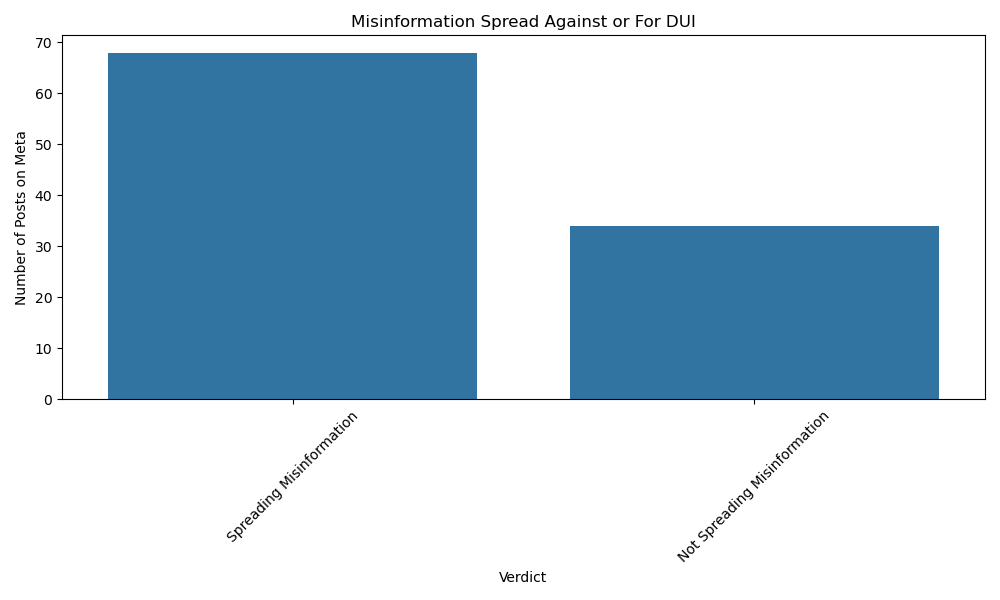 Misinformation Spread Against or For DUI
Number of Posts on Meta
70
60
50
40
30
20
10
0
Spreading Misinformation
Not Spreading Misinformation
Verdict